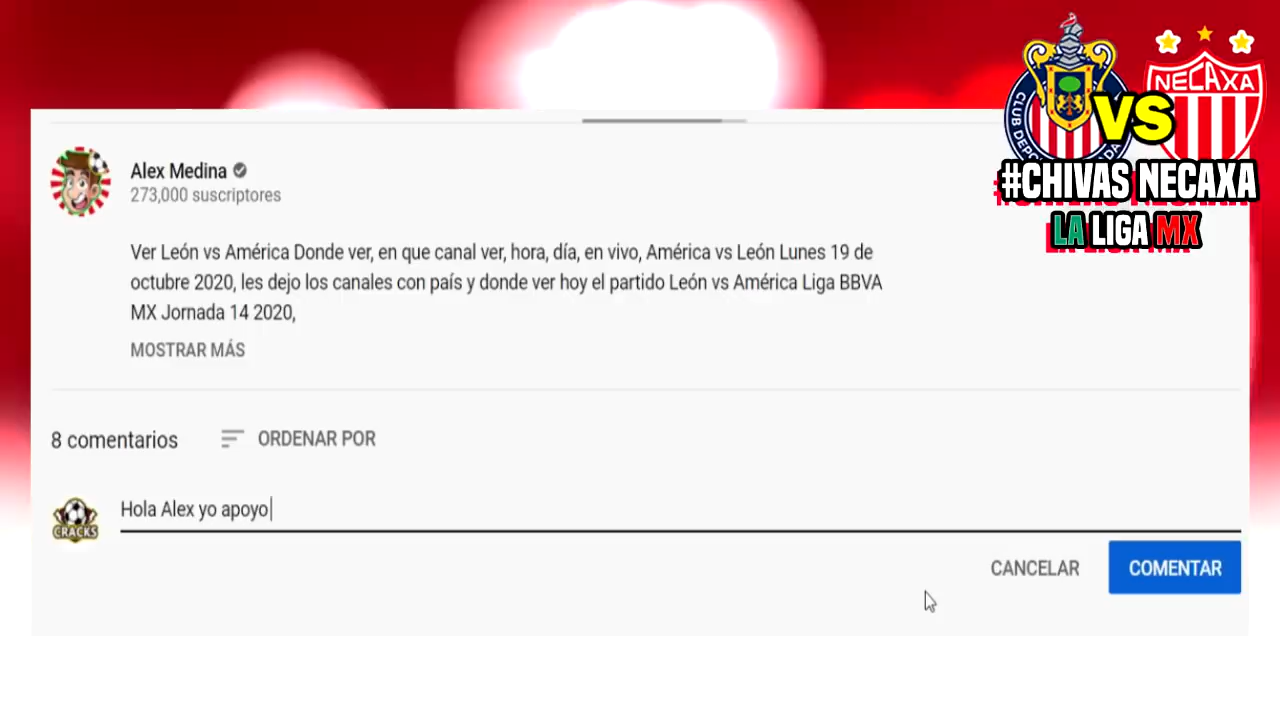 NECAXA
CLUB DEPO
VS
#CHIVAS NECAXA
LA LIGA MX
Alex Medina
273,000 suscriptores
Ver León vs América Donde ver, en que canal ver, hora, día, en vivo, América vs León Lunes 19 de
octubre 2020, les dejo los canales con país y donde ver hoy el partido León vs América Liga BBVA
MX Jornada 14 2020,
MOSTRAR MÁS
8 comentarios
ORDENAR POR
Hola Alex yo apoyo
CRACKS
CANCELAR
COMENTAR